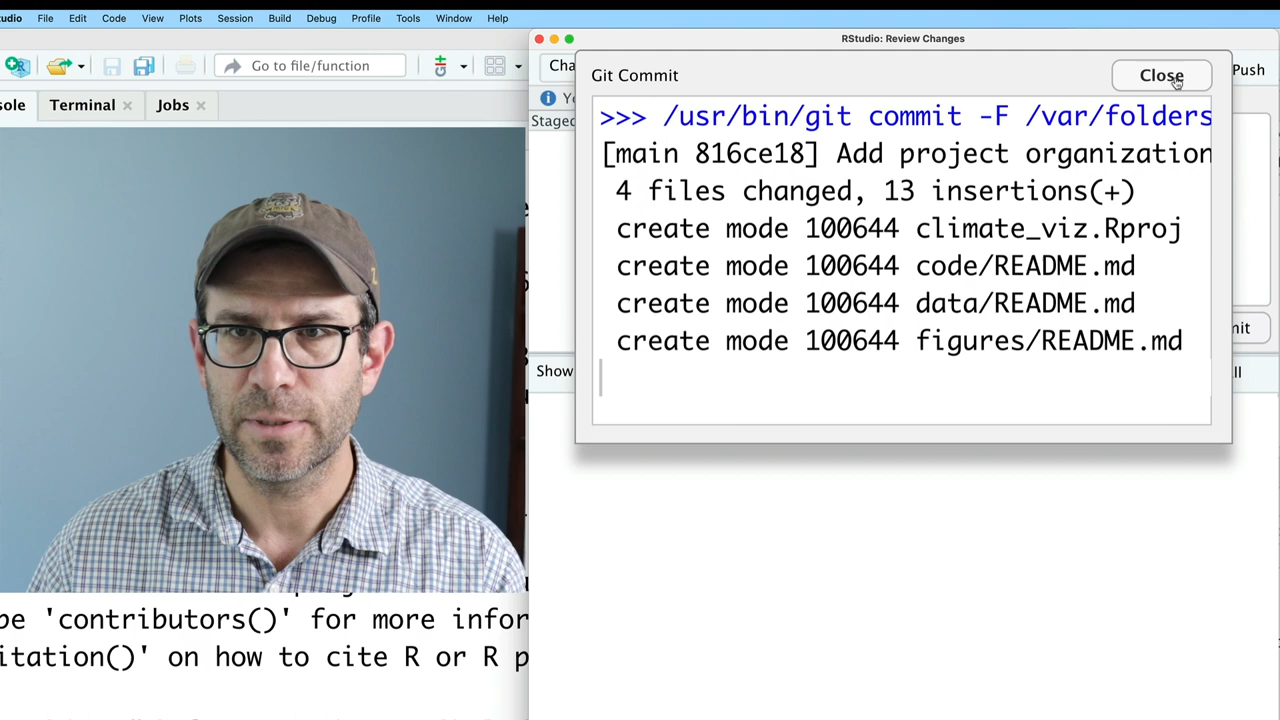 udio File Edit Code View Plots Session Build Debug Profile Tools Window Help
RStudio: Review Changes
Go to file/function
Cha
Git Commit
Close
Push
sole Terminal Jobs
Yo
Staged
>>> /usr/bin/git commit -F /var/folders
[main 816ce18] Add project organization
4 files changed, 13 insertions(+)
create mode 100644 climate_viz.Rproj
create mode 100644 code/README.md
create mode 100644 data/README.md
create mode 100644 figures/README.md
nit
Show
ll
pe 'contributors()' for more infor
itation()' on how to cite R or R p